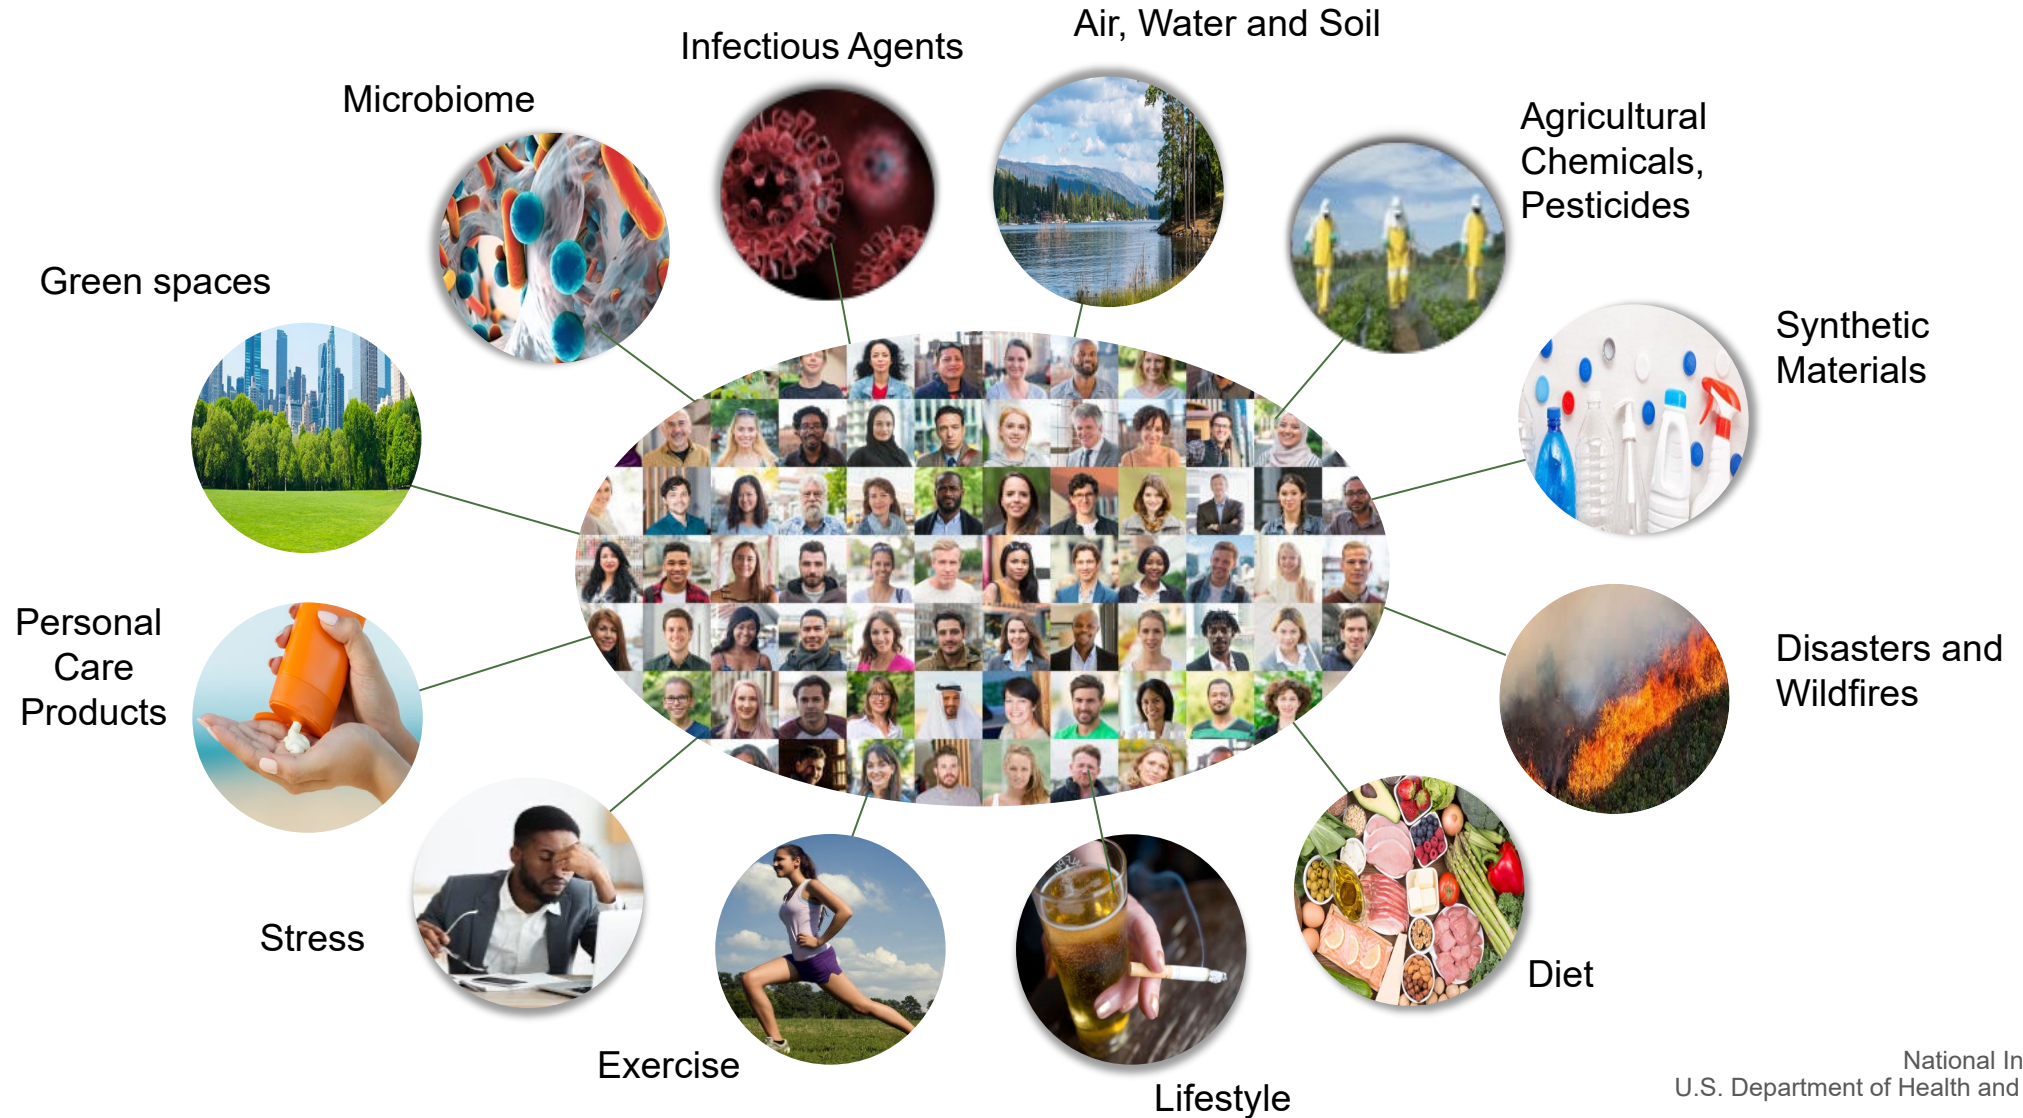 Infectious Agents
Air, Water and Soil
Microbiome
Agricultural
Chemicals,
Pesticides
Green spaces
Synthetic
Materials
Personal
Care
Products
Disasters and
Wildfires
Stress
Diet
Exercise
Lifestyle
National In
U.S. Department of Health and